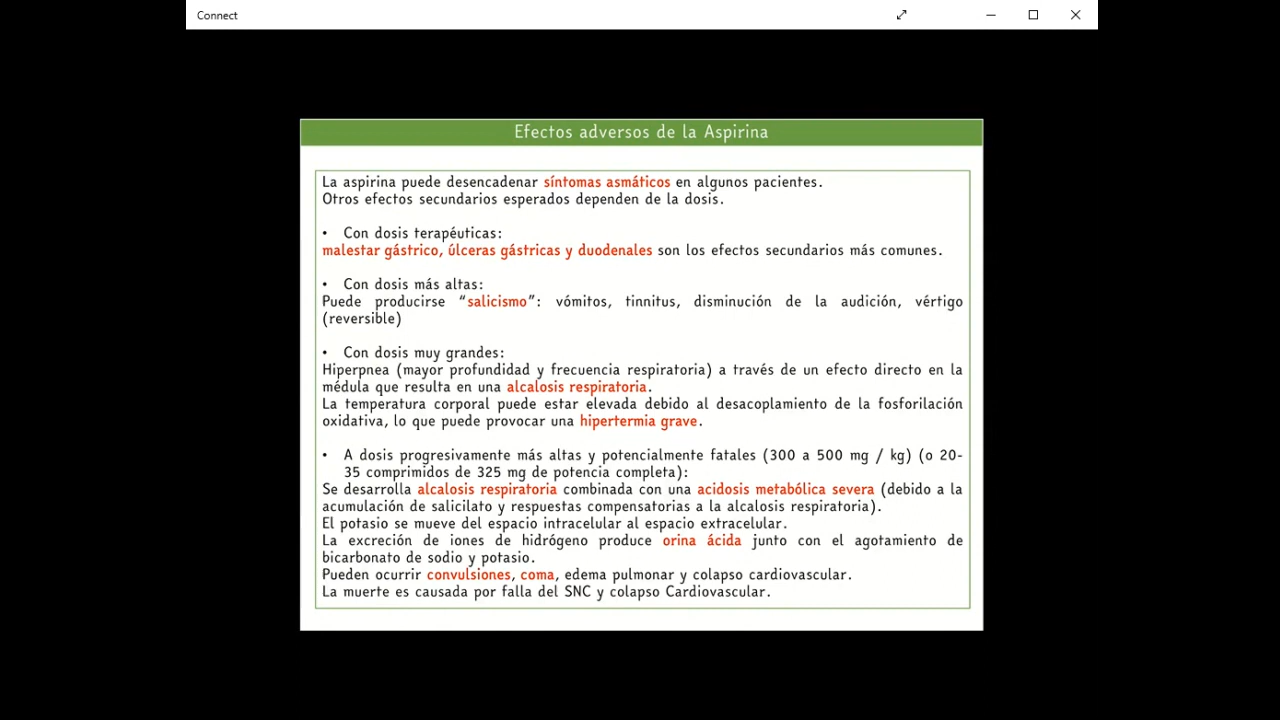 Connect
Efectos adversos de la Aspirina
La aspirina puede desencadenar síntomas asmáticos en algunos pacientes.
Otros efectos secundarios esperados dependen de la dosis.
• Con dosis terapéuticas:
malestar gástrico, úlceras gástricas y duodenales son los efectos secundarios más comunes.
• Con dosis más altas:
Puede producirse “salicismo”: vómitos, tinnitus, disminución de la audición, vértigo
(reversible)
• Con dosis muy grandes:
Hiperpnea (mayor profundidad y frecuencia respiratoria) a través de un efecto directo en la
médula que resulta en una alcalosis respiratoria.
La temperatura corporal puede estar elevada debido al desacoplamiento de la fosforilación
oxidativa, lo que puede provocar una hipertermia grave.
• A dosis progresivamente más altas y potencialmente fatales (300 a 500 mg / kg) (o 20-
35 comprimidos de 325 mg de potencia completa):
Se desarrolla alcalosis respiratoria combinada con una acidosis metabólica severa (debido a la
acumulación de salicilato y respuestas compensatorias a la alcalosis respiratoria).
El potasio se mueve del espacio intracelular al espacio extracelular.
La excreción de iones de hidrógeno produce orina ácida junto con el agotamiento de
bicarbonato de sodio y potasio.
Pueden ocurrir convulsiones, coma, edema pulmonar y colapso cardiovascular.
La muerte es causada por falla del SNC y colapso Cardiovascular.